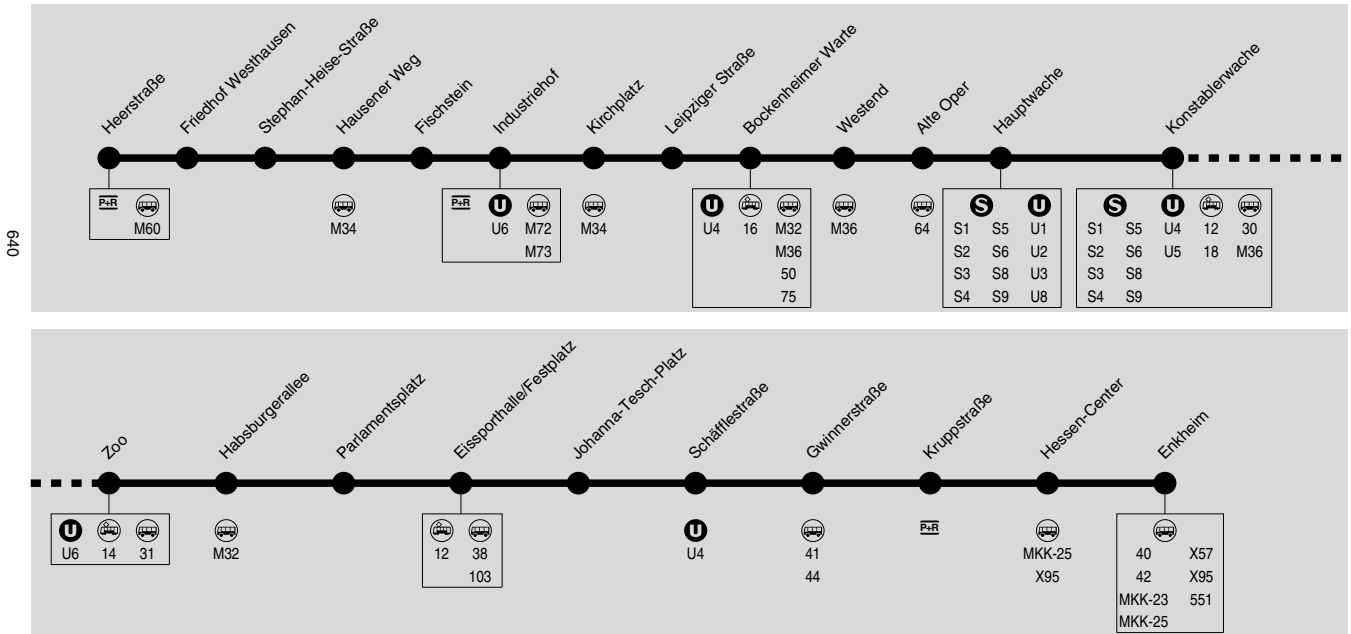 640
Heerstraße
Friedhof Westhausen
Stephan-Heise-Straße
Hausener Weg
Fischstein
Industriehof
Kirchplatz
Leipziger Straße
Bockenheimer Warte
Westend
Alte Oper
Hauptwache
Konstablerwache
P+R
M60
M34
P+R U
U6 M72
M73
M34
U
U4 16 M32
M36
50
75
M36
64
S U
S1 S5 U1
S2 S6 U2
S3 S8 U3
S4 S9 U8
S U
S1 S5 U4 12 30
S2 S6 U5 18 M36
S3 S8
S4 S9
Zoo
Habsburgerallee
Parlamentsplatz
Eissporthalle/Festplatz
Johanna-Tesch-Platz
Schäfflestraße
Gwinnerstraße
Kruppstraße
Hessen-Center
Enkheim
U
U6 14 31
M32
12 38
103
U
U4
41
44
P+R
MKK-25
X95
40 X57
42 X95
MKK-23 551
MKK-25